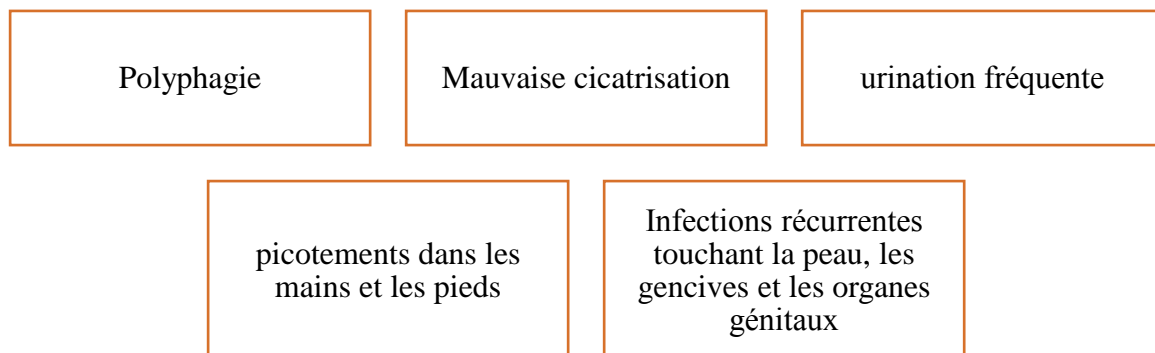 Polyphagie
Mauvaise cicatrisation
urination fréquente
picotements dans les
mains et les pieds
Infections récurrentes
touchant la peau, les
gencives et les organes
génitaux